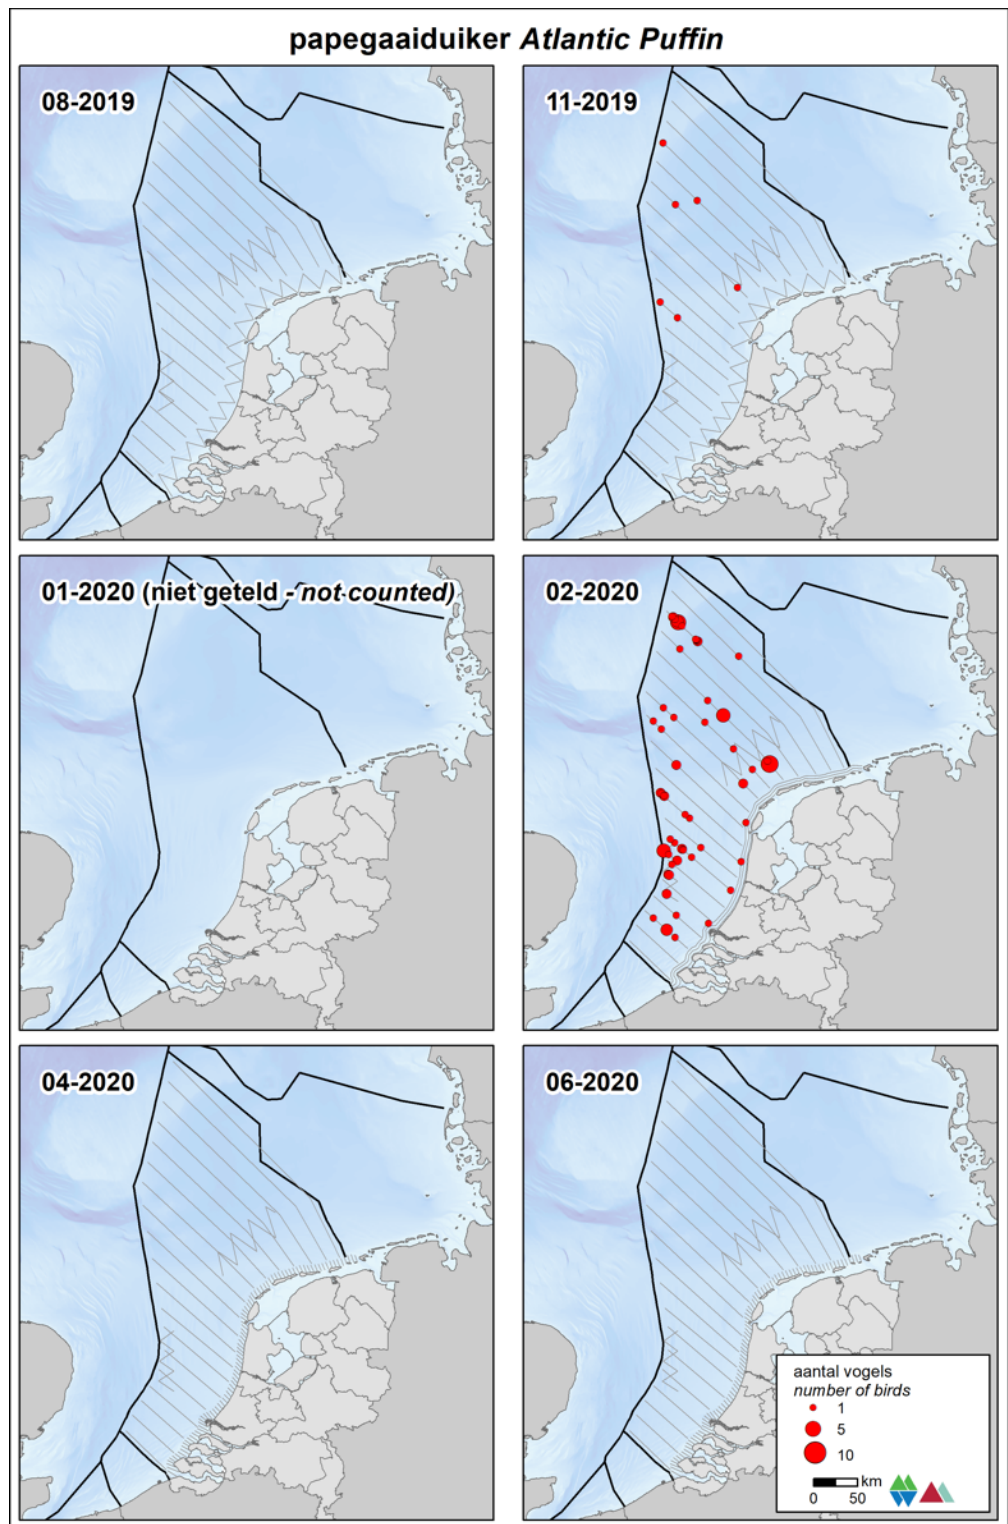 papegaaiduiker Atlantic Puffin
08-2019
11-2019
01-2020 (niet geteld - not counted)
02-2020
04-2020
06-2020
aantal vogels
number of birds
1
5
10
km
0 50